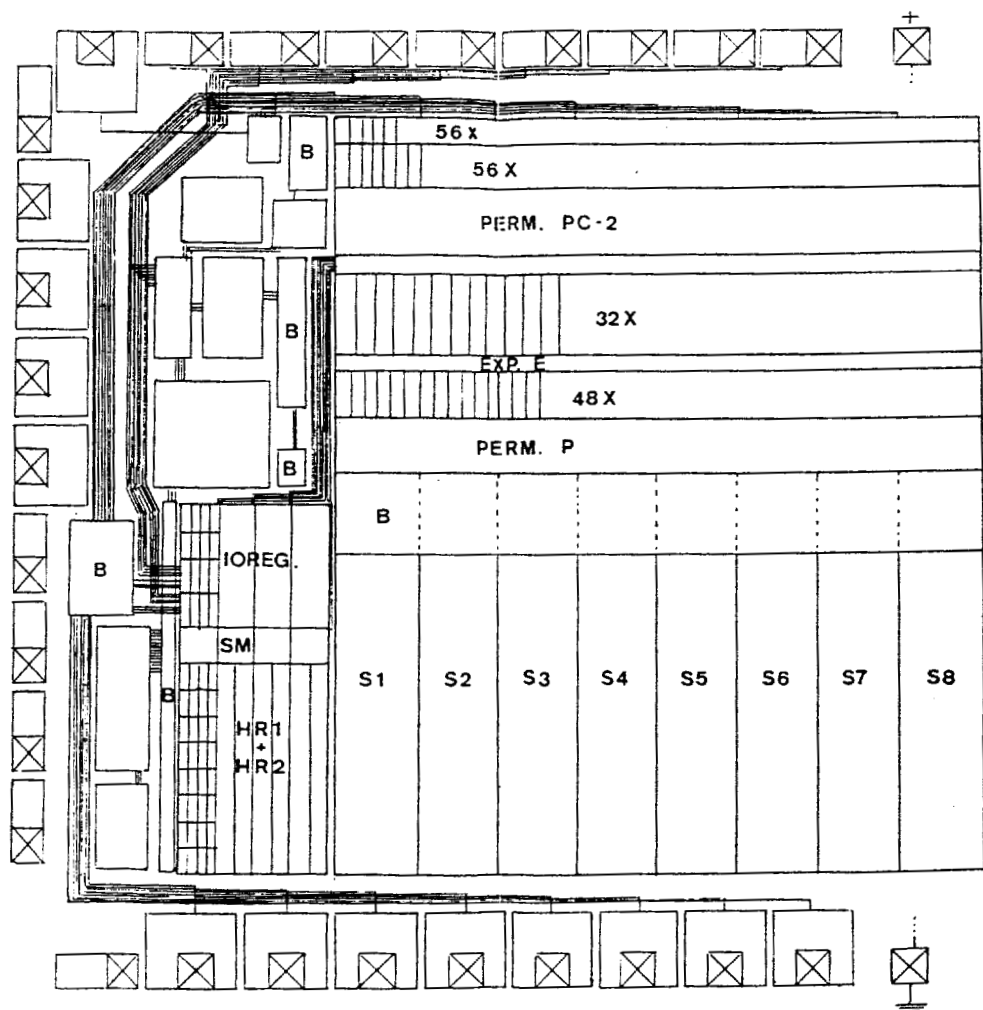 +
56 X
B
56 X
PERM. PC-2
32 X
B
EXP. E
48 X
PERM. P
B
B
IOREG.
B
SM
S1 S2 S3 S4 S5 S6 S7 S8
B
HR1
+
HR2